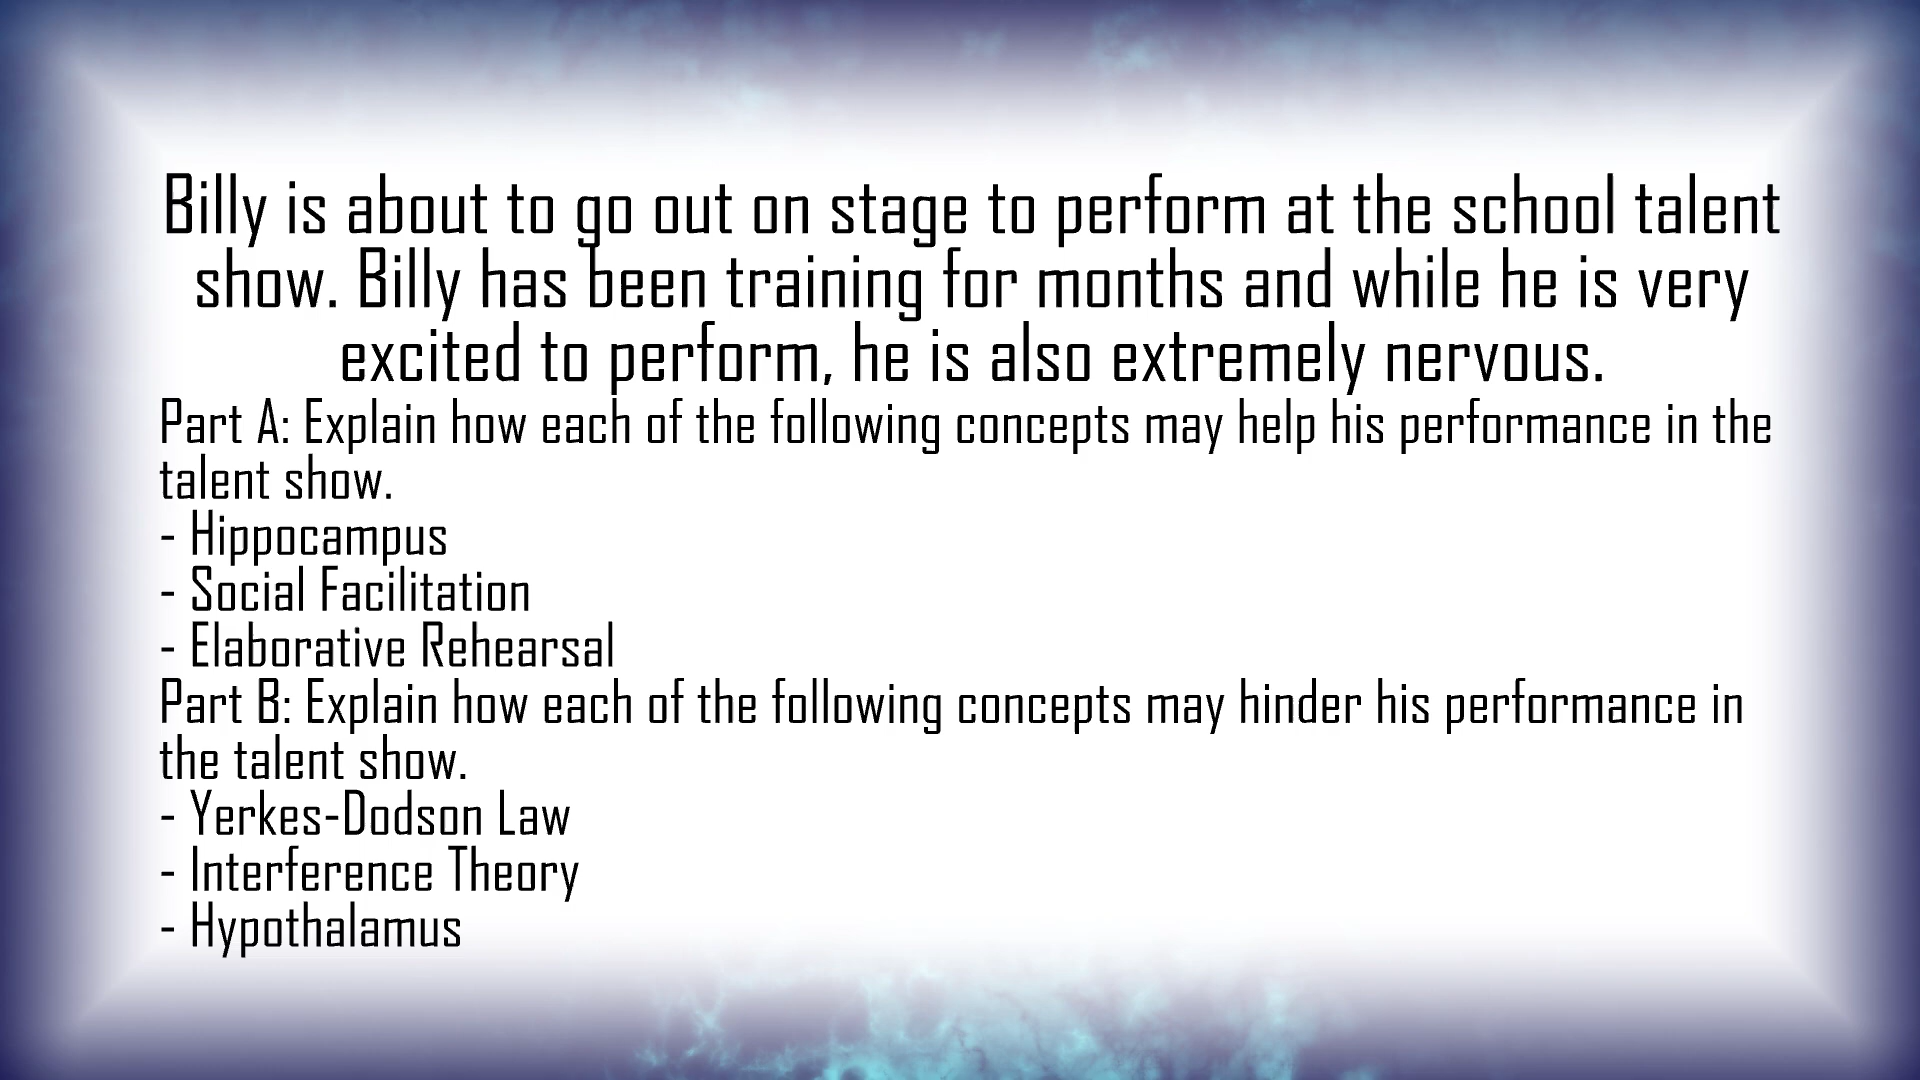 Billy is about to go out on stage to perform at the school talent
show. Billy has been training for months and while he is very
excited to perform, he is also extremely nervous.
Part A: Explain how each of the following concepts may help his performance in the
talent show.
- Hippocampus
- Social Facilitation
- Elaborative Rehearsal
Part B: Explain how each of the following concepts may hinder his performance in
the talent show.
- Yerkes-Dodson Law
- Interference Theory
- Hypothalamus